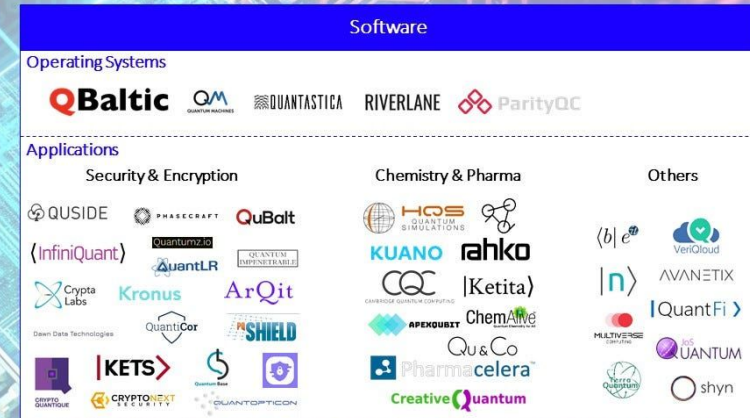 Software
Operating Systems
QBaltic
QM
QUANTUM MACHINES
QUANTASTICA
RIVERLANE
ParityQC
Applications
Security & Encryption
QUSIDE
PHASECRAFT
QuBalt
⟨InfiniQuant⟩
Quantumz.io
QuantLR
QUANTUM
IMPENETRABLE
Crypta
Labs
Kronus
ArQit
Dawn Data Technologies
QuantiCor
PQ SHIELD
CRYPTO
QUANTIQUE
|KETS⟩
Quantum Base
CRYPTONEXT
SECURITY
QUANTOPTICON
Chemistry & Pharma
HQS
QUANTUM
SIMULATIONS
KUANO
rahko
CQC
CAMBRIDGE QUANTUM COMPUTING
|Ketita⟩
APEXQUBIT
ChemAlive
Qu&Co
Pharmacelera
Creative Quantum
Others
⟨b| e
VeriQloud
|n⟩
AVANETIX
MULTIVERSE
COMPUTING
|QuantFi⟩
JoS
QUANTUM
Terra
Quantum
shyn